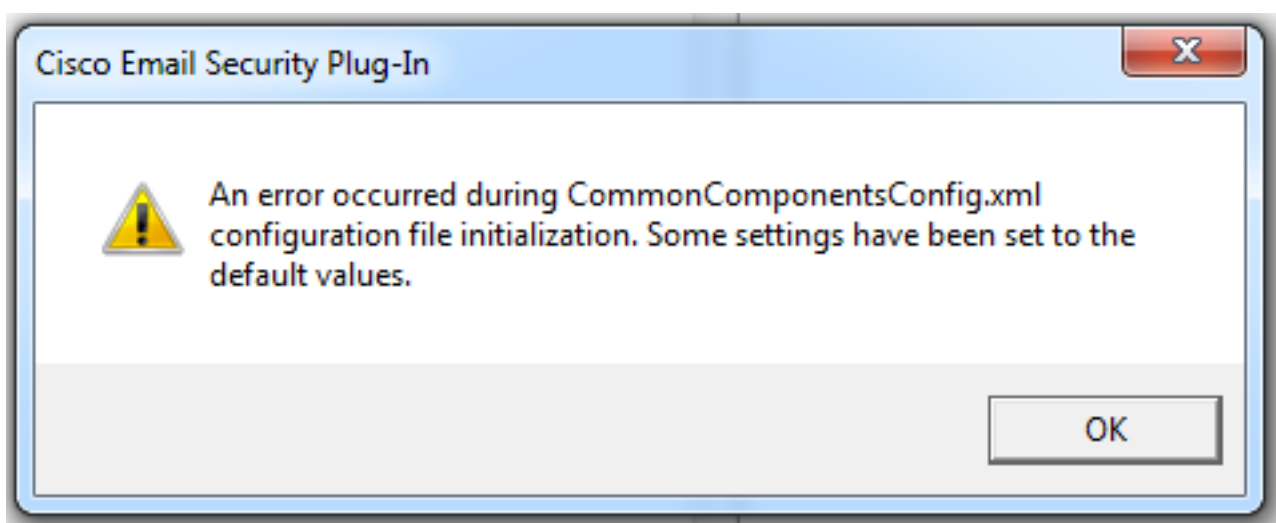 Cisco Email Security Plug-In
An error occurred during CommonComponentsConfig.xml
configuration file initialization. Some settings have been set to the
default values.
OK